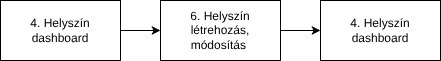 4. Helyszín
dashboard
6. Helyszín
létrehozás,
módosítás
4. Helyszín
dashboard